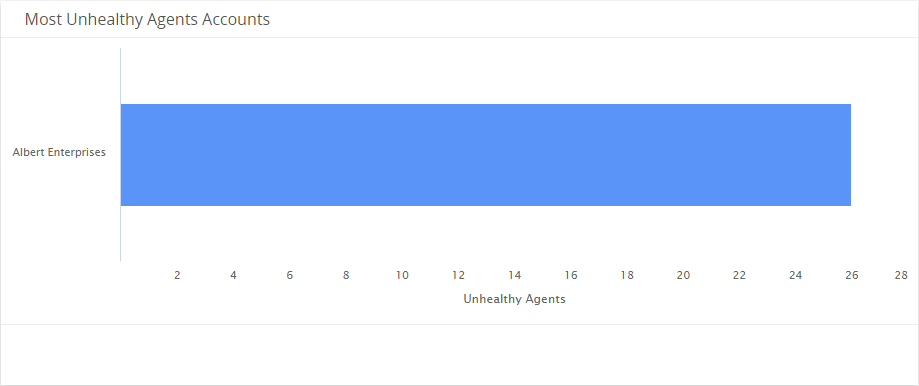 Most Unhealthy Agents Accounts
Albert Enterprises
2 4 6 8 10 12 14 16 18 20 22 24 26 28
Unhealthy Agents